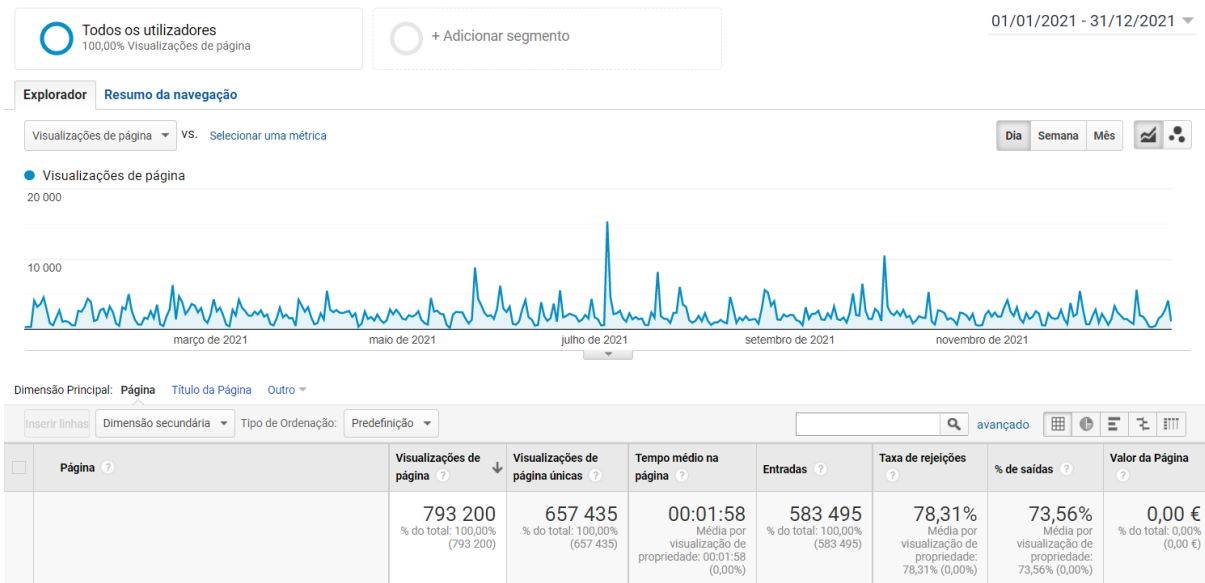 Todos os utilizadores
100,00% Visualizações de página
+ Adicionar segmento
01/01/2021 - 31/12/2021
Explorador
Resumo da navegação
Visualizações de página
VS.
Selecionar uma métrica
Dia
Semana
Mês
Visualizações de página
20 000
10 000
março de 2021
maio de 2021
julho de 2021
setembro de 2021
novembro de 2021
Dimensão Principal: Página Título da Página Outro
Inserir linhas
Dimensão secundária
Tipo de Ordenação:
Predefinição
avançado
Página ?
Visualizações de
página ?
Visualizações de
página únicas ?
Tempo médio na
página ?
Entradas ?
Taxa de rejeições
?
% de saídas ?
Valor da Página
?
793 200
% do total: 100,00%
(793 200)
657 435
% do total: 100,00%
(657 435)
00:01:58
Média por
visualização de
propriedade: 00:01:58
(0,00%)
583 495
% do total: 100,00%
(583 495)
78,31%
Média por
visualização de
propriedade:
78,31% (0,00%)
73,56%
Média por
visualização de
propriedade:
73,56% (0,00%)
0,00 €
% do total: 0,00%
(0,00 €)